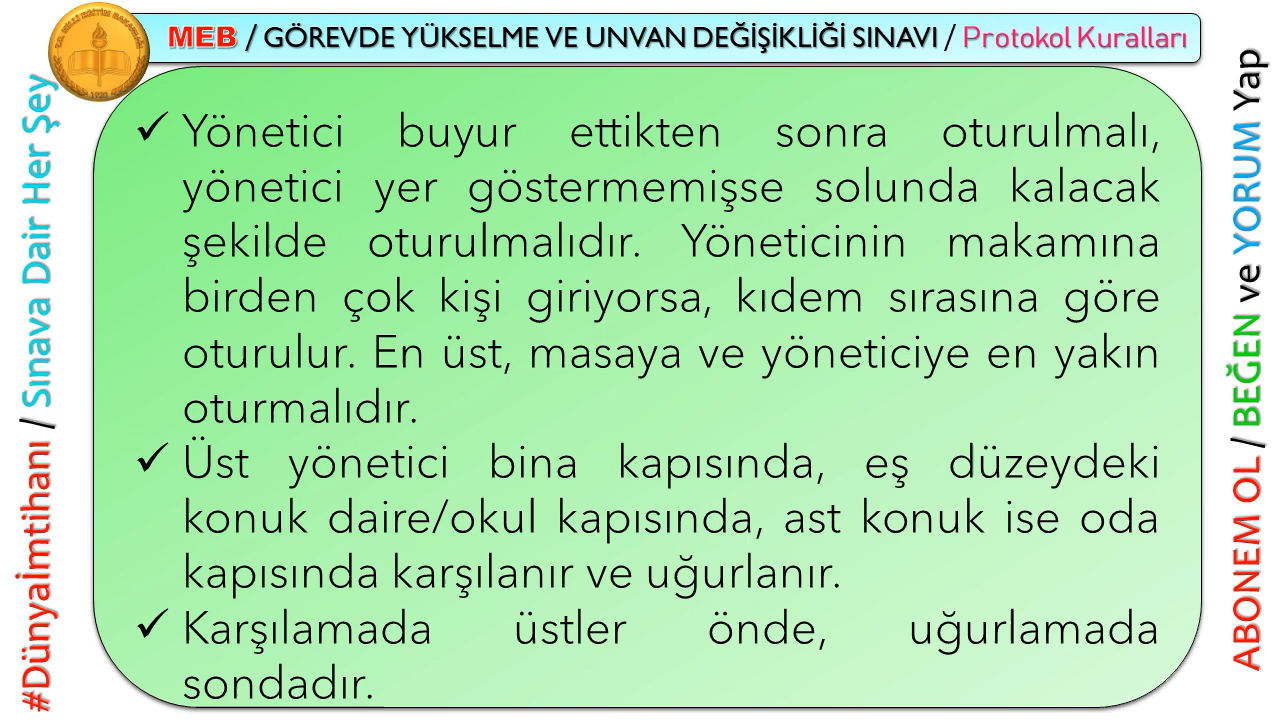 MEB / GÖREVDE YÜKSELME VE UNVAN DEĞİŞİKLİĞİ SINAVI / Protokol Kuralları
#Dünyaİmtihanı / Sınava Dair Her Şey
✓ Yönetici buyur ettikten sonra oturulmalı,
yönetici yer göstermemişse solunda kalacak
şekilde oturulmalıdır. Yöneticinin makamına
birden çok kişi giriyorsa, kıdem sırasına göre
oturulur. En üst, masaya ve yöneticiye en yakın
oturmalıdır.
✓ Üst yönetici bina kapısında, eş düzeydeki
konuk daire/okul kapısında, ast konuk ise oda
kapısında karşılanır ve uğurlanır.
✓ Karşılamada üstler önde, uğurlamada
sondadır.
ABONEM OL / BEĞEN ve YORUM Yap